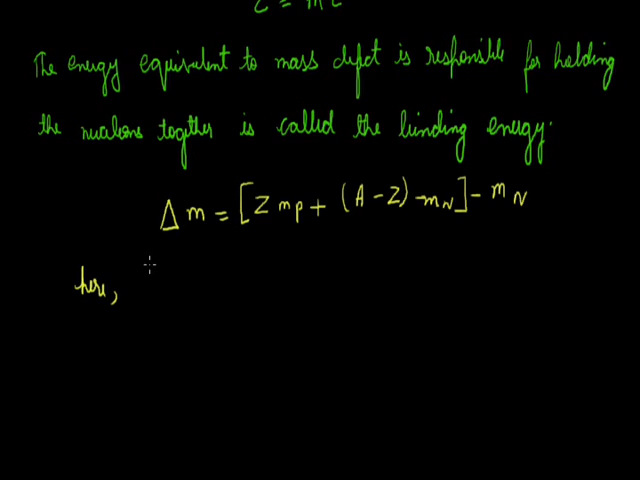 The energy equivalent to mass defect is responsible for holding
the nucleons together is called the binding energy.
Δm = [Z mp + (A - Z) - mN] - mN
here,